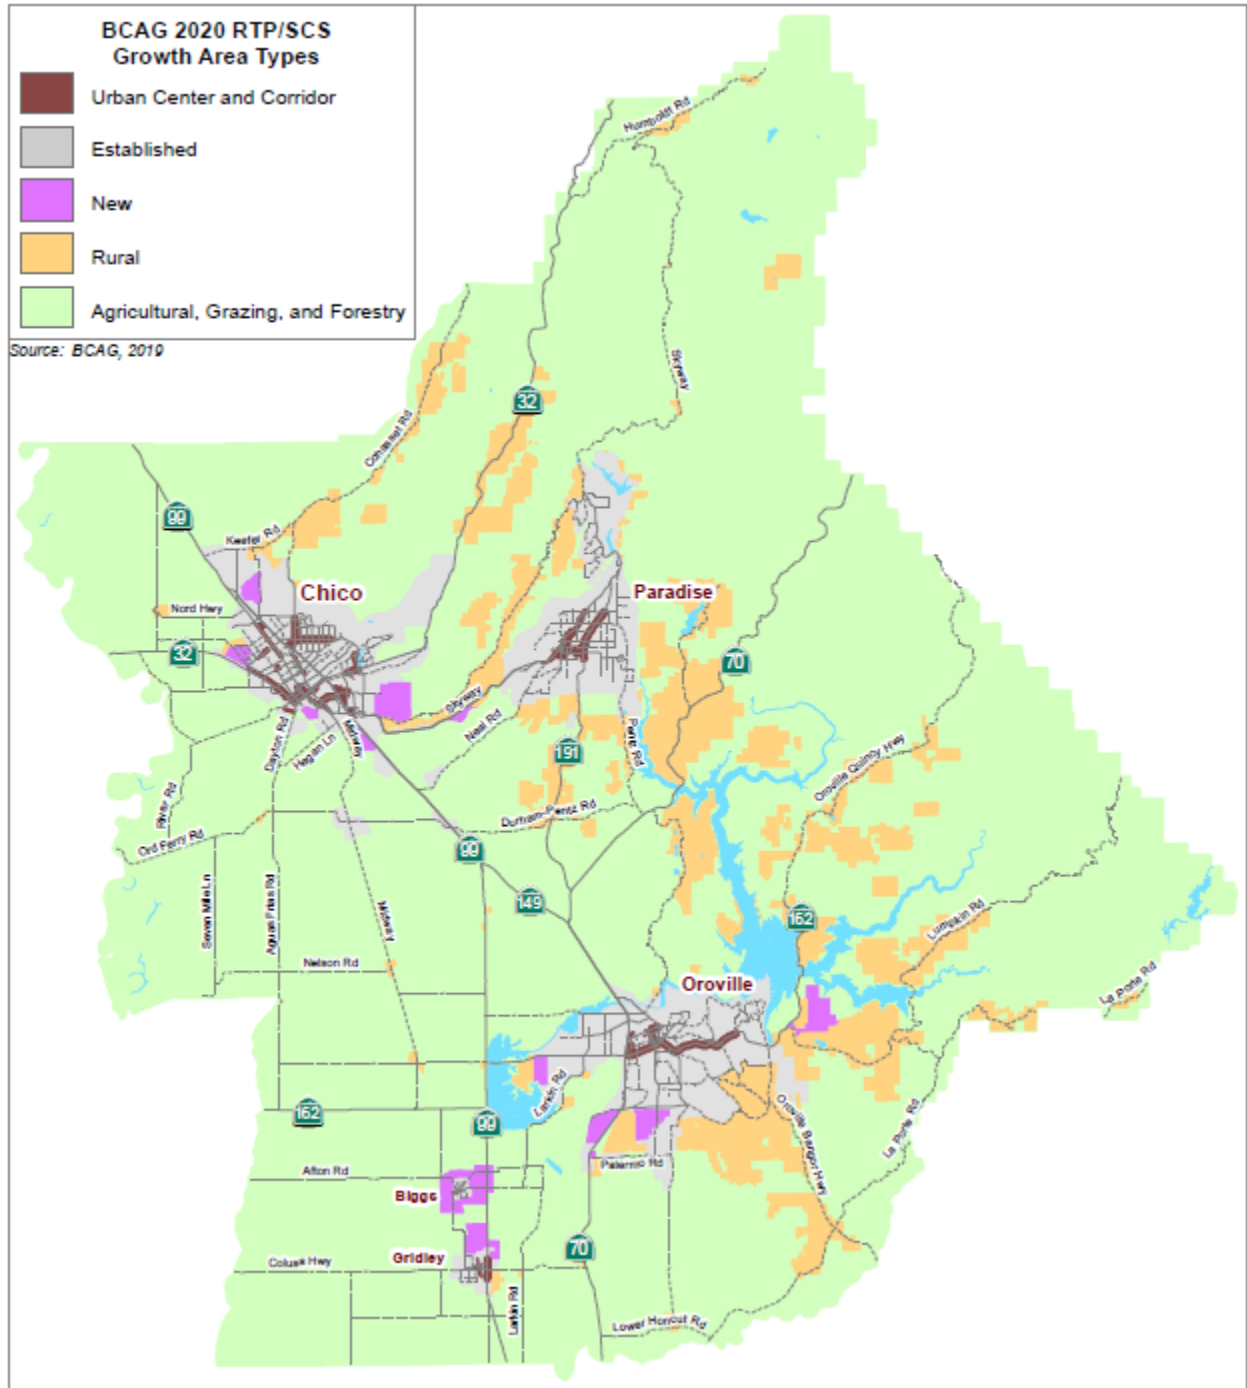 BCAG 2020 RTP/SCS
Growth Area Types
Urban Center and Corridor
Established
New
Rural
Agricultural, Grazing, and Forestry
Source: BCAG, 2019
Humboldt Rd
Skyway
32
Cohasset Rd
99
Keefer Rd
Chico
Paradise
Nord Hwy
32
70
Skyway
Neal Rd
Pentz Rd
Dayton Rd
Midway
Hegan Ln
191
Oroville Quincy Hwy
River Rd
Durham-Pentz Rd
Ord Ferry Rd
99
Seven Mile Ln
Aguas Frias Rd
Midway
149
162
Lumpkin Rd
Nelson Rd
Oroville
La Porte Rd
Larkin Rd
162
99
Oroville Bangor Hwy
La Porte Rd
Afton Rd
Palermo Rd
Biggs
Gridley
70
Colusa Hwy
Larkin Rd
Lower Honcut Rd